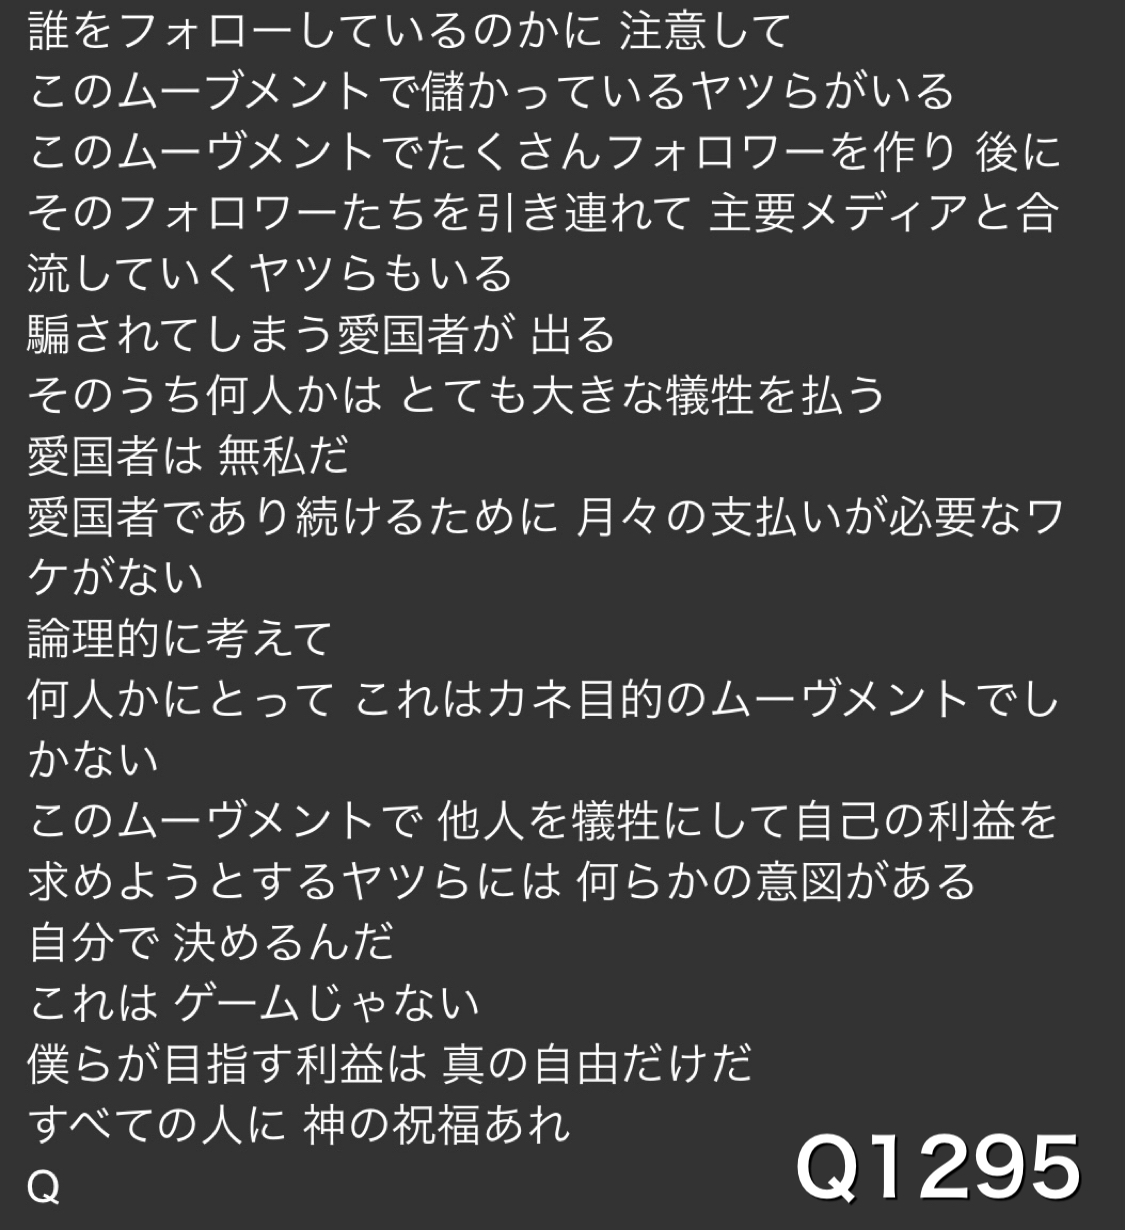 誰をフォローしているのかに 注意して
このムーブメントで儲かっているヤツらがいる
このムーヴメントでたくさんフォロワーを作り 後に
そのフォロワーたちを引き連れて 主要メディアと合
流していくヤツらもいる
騙されてしまう愛国者が 出る
そのうち何人かは とても大きな犠牲を払う
愛国者は 無私だ
愛国者であり続けるために 月々の支払いが必要なワ
ケがない
論理的に考えて
何人かにとって これはカネ目的のムーヴメントでし
かない
このムーヴメントで 他人を犠牲にして自己の利益を
求めようとするヤツらには 何らかの意図がある
自分で 決めるんだ
これは ゲームじゃない
僕らが目指す利益は 真の自由だけだ
すべての人に 神の祝福あれ
Q
Q1295